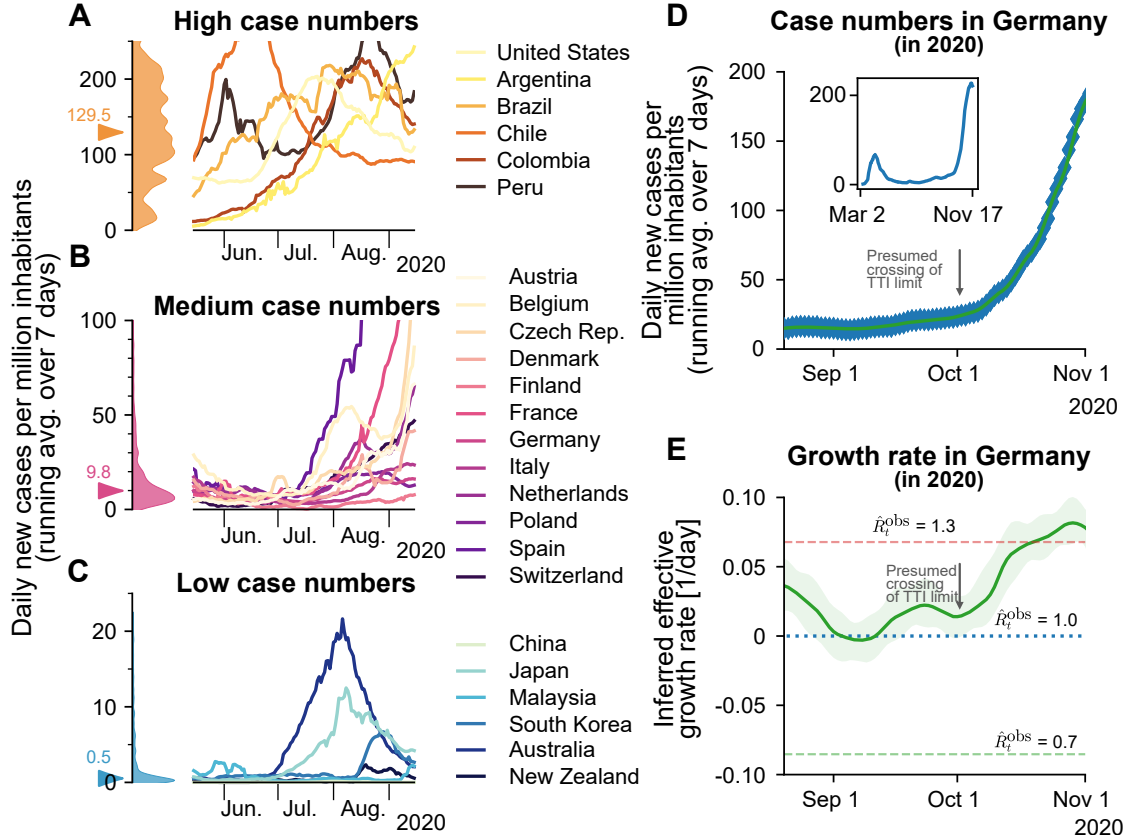 Daily new cases per million inhabitants
(running avg. over 7 days)
A
High case numbers
200
100
0
129.5
Jun.
Jul.
Aug.
2020
United States
Argentina
Brazil
Chile
Colombia
Peru
B
Medium case numbers
100
50
0
9.8
Jun.
Jul.
Aug.
2020
Austria
Belgium
Czech Rep.
Denmark
Finland
France
Germany
Italy
Netherlands
Poland
Spain
Switzerland
C
Low case numbers
20
10
0
0.5
Jun.
Jul.
Aug.
2020
China
Japan
Malaysia
South Korea
Australia
New Zealand
D
Case numbers in Germany
(in 2020)
Daily new cases per
million inhabitants
(running avg. over 7 days)
200
150
100
50
0
200
0
Mar 2
Nov 17
Presumed
crossing of
TTI limit
Sep 1
Oct 1
Nov 1
2020
E
Growth rate in Germany
(in 2020)
Inferred effective
growth rate [1/day]
0.10
0.05
0
-0.05
-0.10
R̂ₜᵒᵇˢ = 1.3
Presumed
crossing
of TTI limit
R̂ₜᵒᵇˢ = 1.0
R̂ₜᵒᵇˢ = 0.7
Sep 1
Oct 1
Nov 1
2020